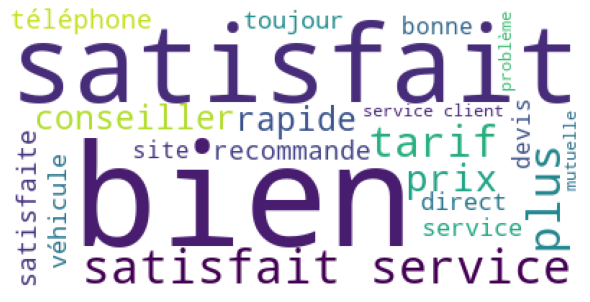 téléphone
toujour
bonne
problème
satisfait
conseiller
rapide
service client
tarif
devis
mutuelle
satisfaite
véhicule
site
recommande
bien
prix
plus
direct
service
satisfait service